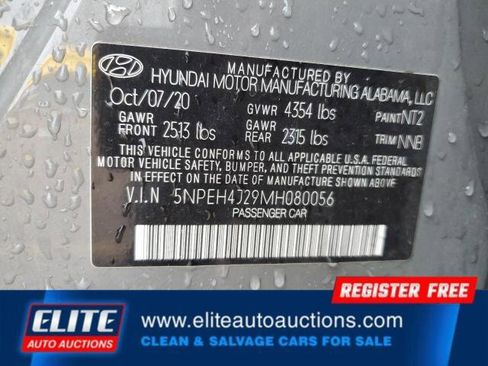 MANUFACTURED BY
HYUNDAI MOTOR MANUFACTURING ALABAMA, LLC
Oct/07/20 GVWR 4354 lbs PAINT NT2
GAWR FRONT 2513 lbs GAWR REAR 2315 lbs TRIM NNB
THIS VEHICLE CONFORMS TO ALL APPLICABLE U.S.A. FEDERAL
MOTOR VEHICLE SAFETY, BUMPER, AND THEFT PREVENTION
STANDARDS IN EFFECT ON THE DATE OF MANUFACTURE
SHOWN ABOVE.
V.I.N 5NPEH4J29MH080056
PASSENGER CAR
REGISTER FREE
ELITE
AUTO AUCTIONS
www.eliteautoauctions.com
CLEAN & SALVAGE CARS FOR SALE